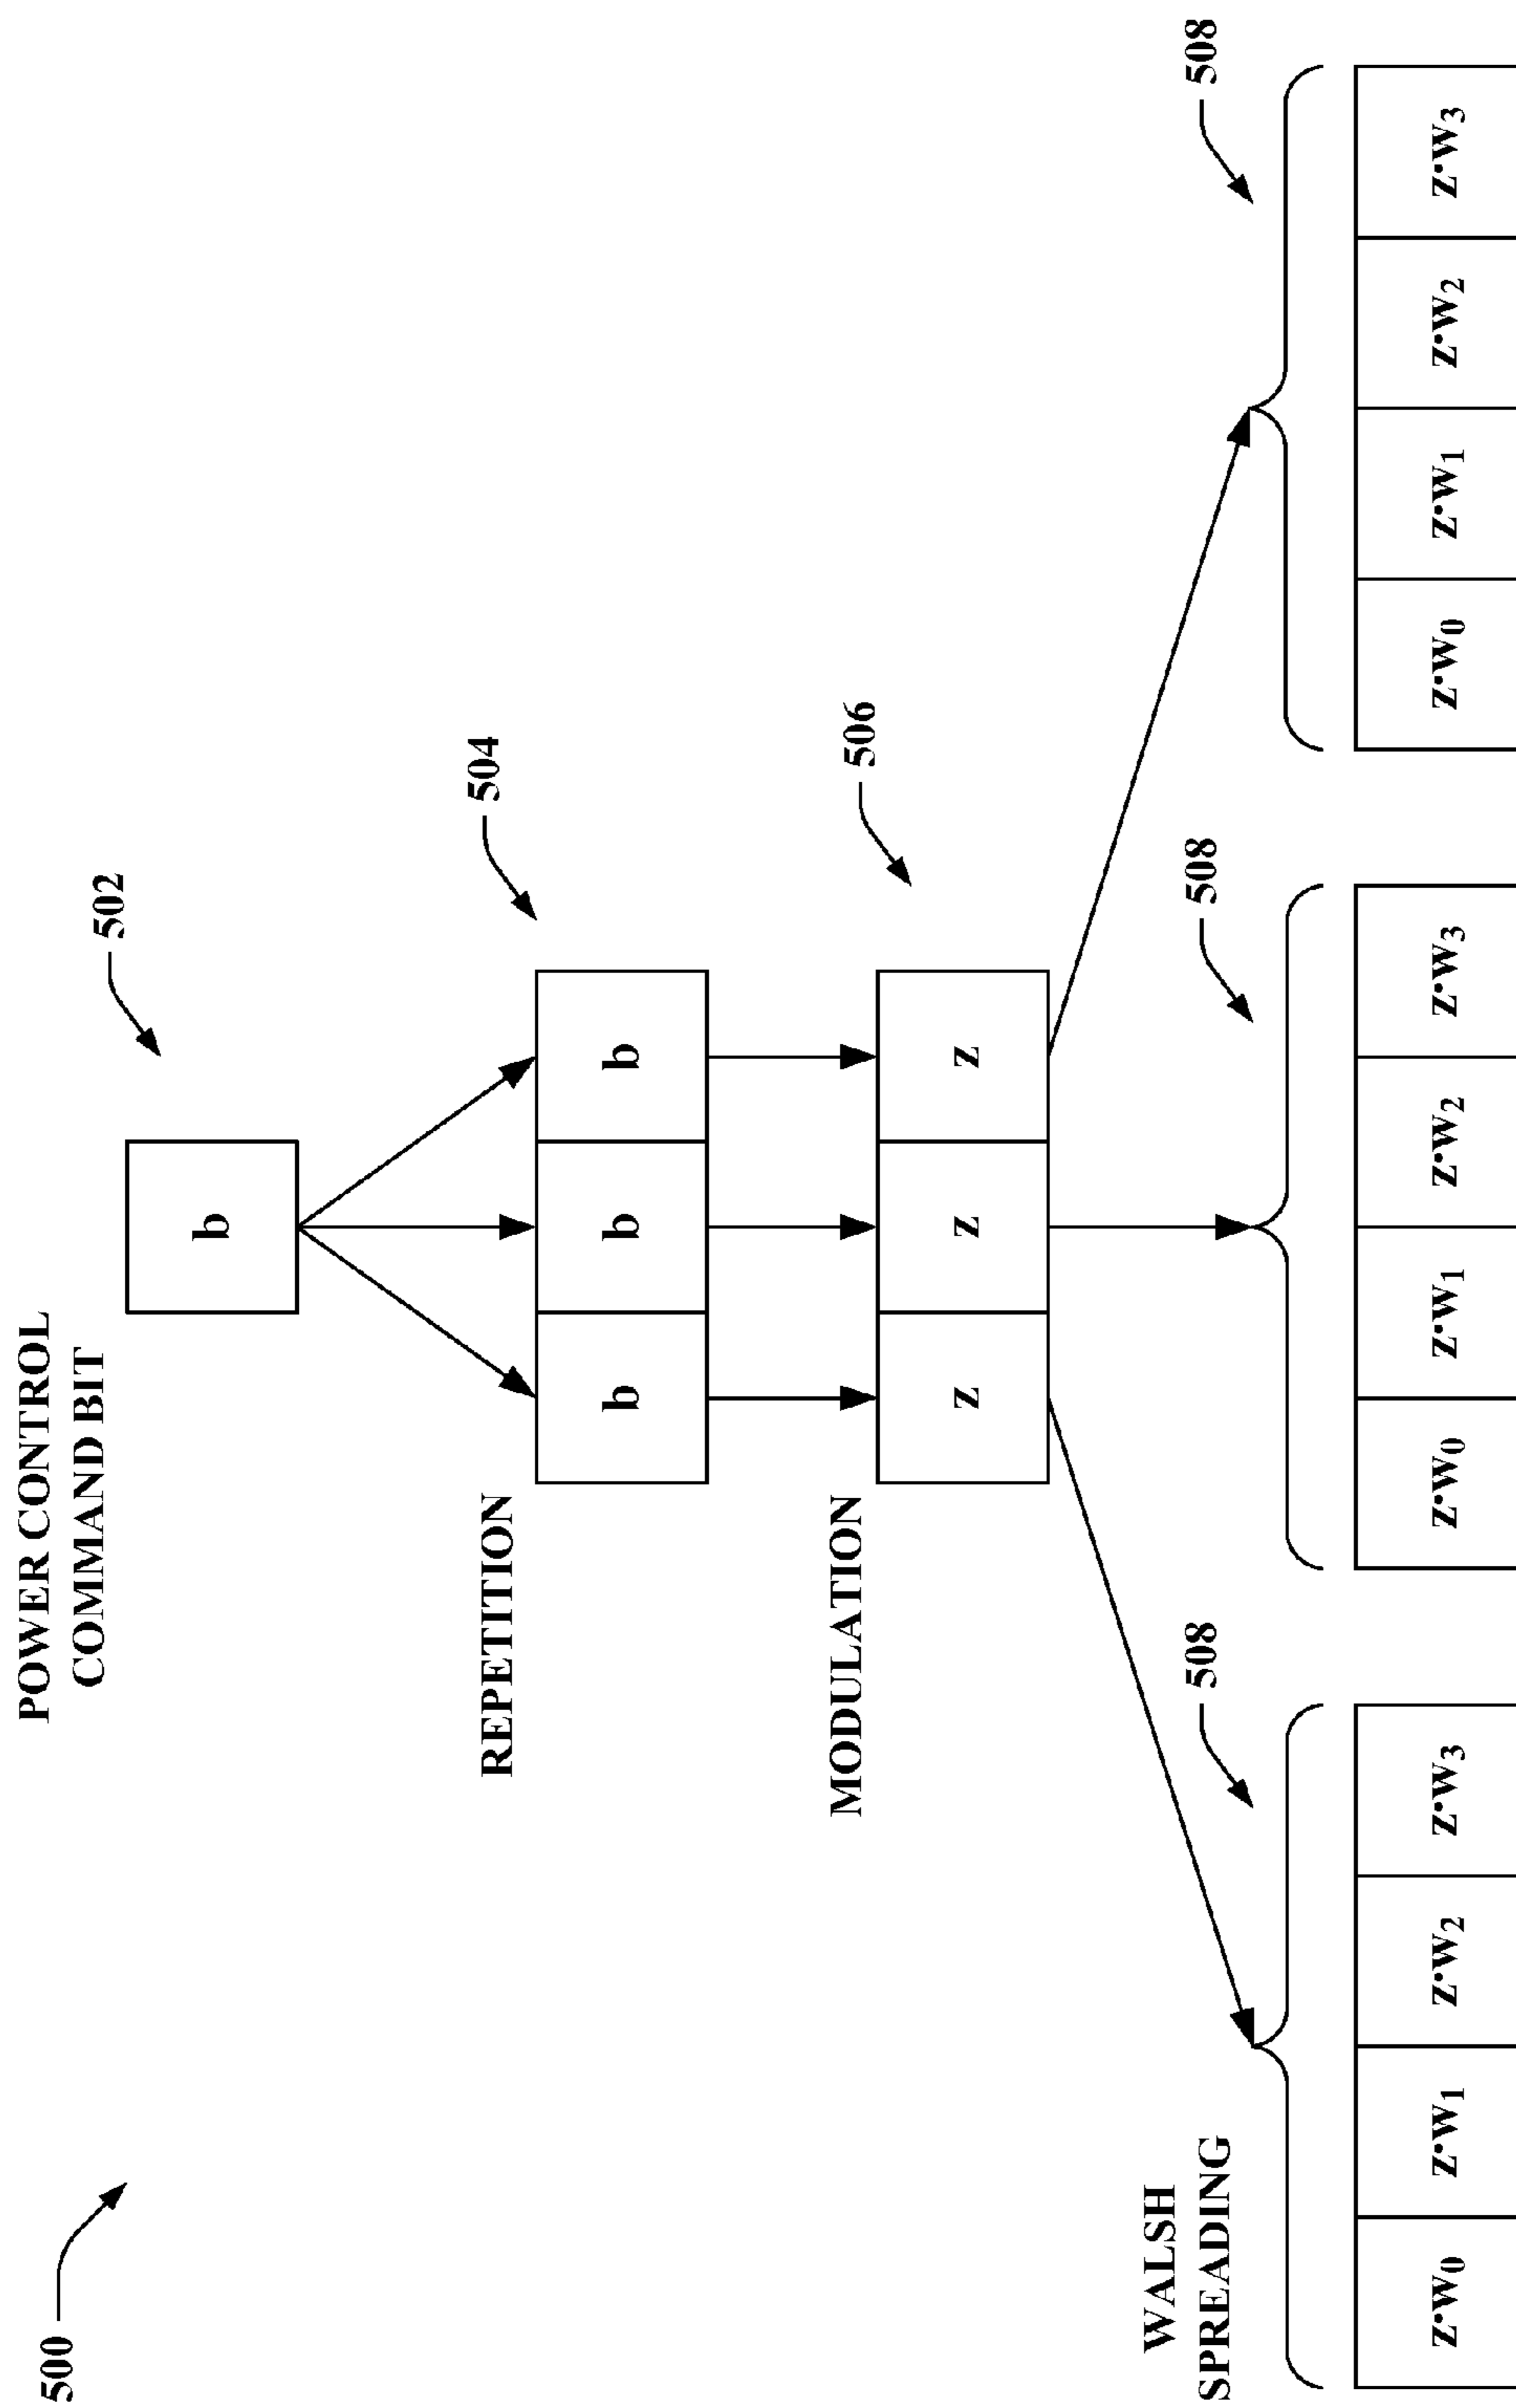 500
POWER CONTROL
COMMAND BIT
502
b
REPETITION
504
b b b
MODULATION
506
z z z
WALSH
SPREADING
508 508 508
z·w₀ z·w₁ z·w₂ z·w₃ z·w₀ z·w₁ z·w₂ z·w₃ z·w₀ z·w₁ z·w₂ z·w₃